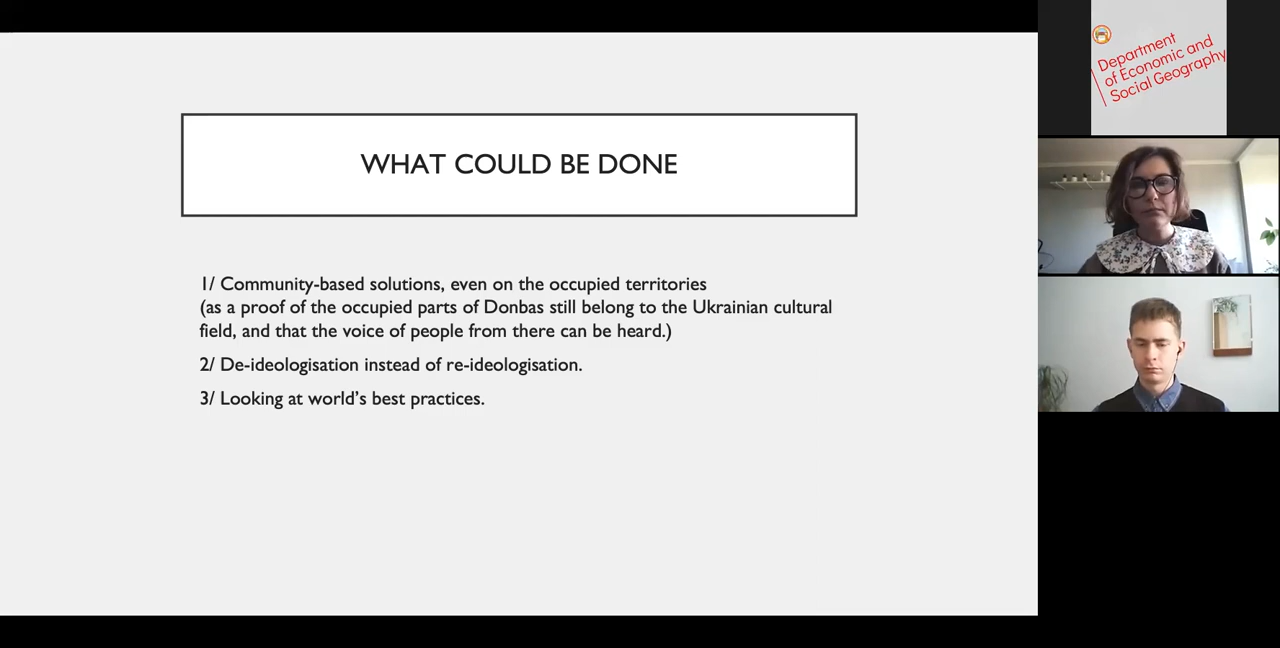 WHAT COULD BE DONE
1/ Community-based solutions, even on the occupied territories
(as a proof of the occupied parts of Donbas still belong to the Ukrainian cultural
field, and that the voice of people from there can be heard.)
2/ De-ideologisation instead of re-ideologisation.
3/ Looking at world’s best practices.
Department
of Economic and
Social Geography